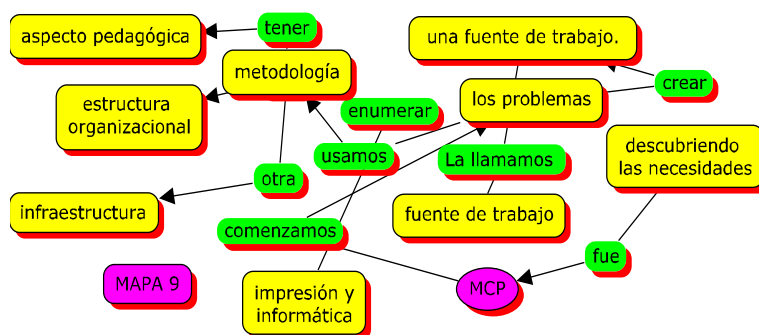 tener
aspecto pedagógica
una fuente de trabajo.
metodología
crear
los problemas
estructura
organizacional
enumerar
usamos
La llamamos
descubriendo
las necesidades
otra
infraestructura
fuente de trabajo
comenzamos
fue
MAPA 9
impresión y
informática
MCP